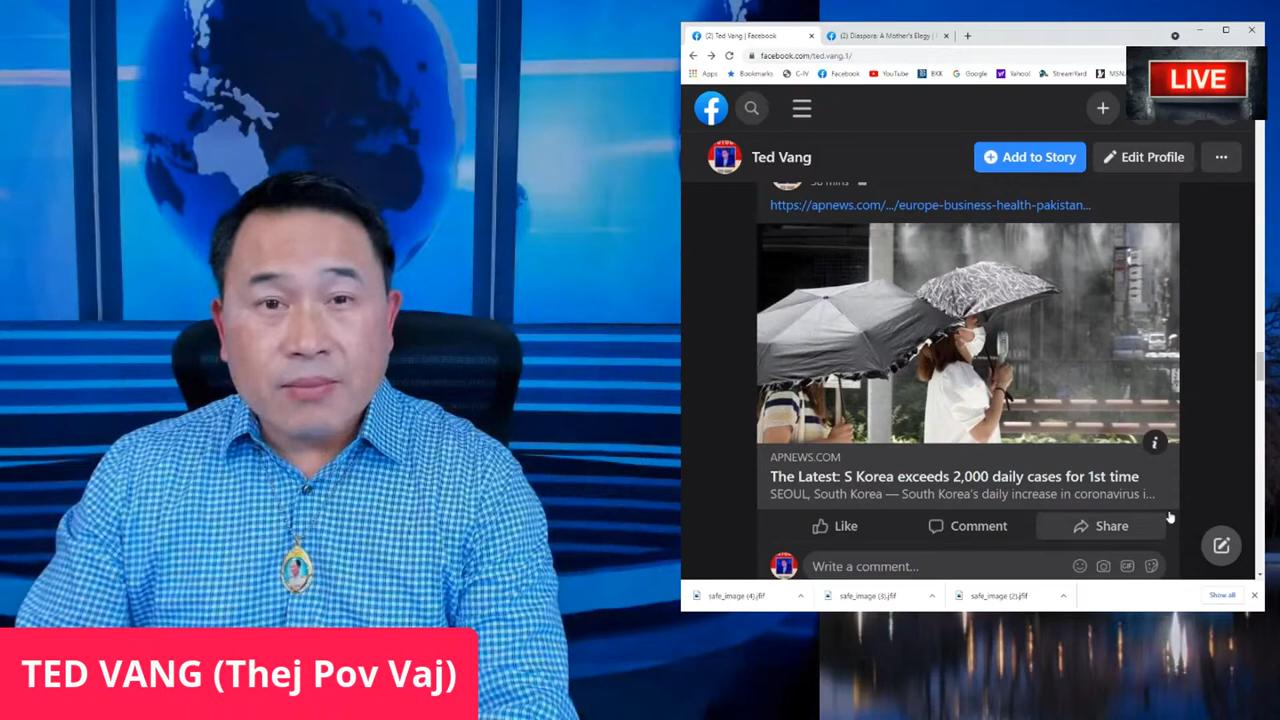 (2) Ted Vang | Facebook
(2) Diaspora: A Mother's Elegy |
facebook.com/ted.vang.1/
Apps
Bookmarks
C-IV
Facebook
YouTube
BXX
Google
Yahoo!
StreamYard
MSN
LIVE
Ted Vang
Add to Story
Edit Profile
https://apnews.com/.../europe-business-health-pakistan...
APNEWS.COM
The Latest: S Korea exceeds 2,000 daily cases for 1st time
SEOUL, South Korea — South Korea's daily increase in coronavirus i...
Like
Comment
Share
Write a comment...
GIF
safe_image (4).jfif
safe_image (3).jfif
safe_image (2).jfif
Show all
TED VANG (Thej Pov Vaj)